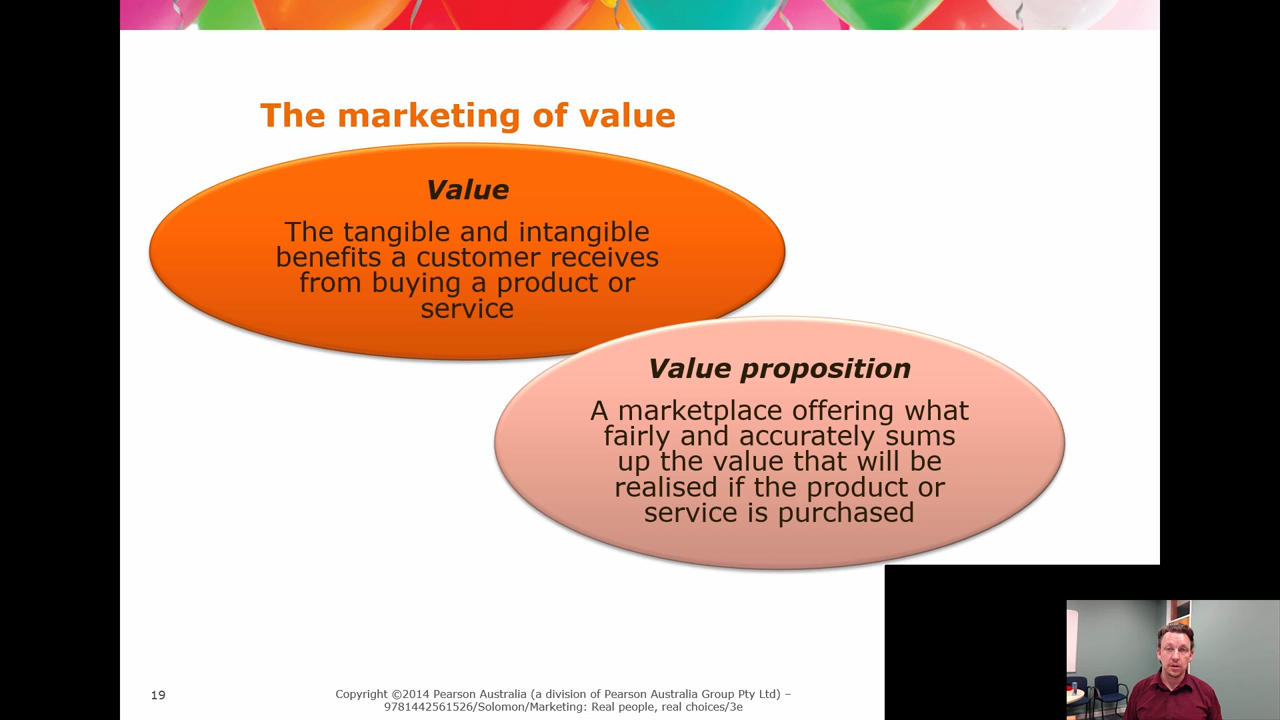 The marketing of value
Value
The tangible and intangible
benefits a customer receives
from buying a product or
service
Value proposition
A marketplace offering what
fairly and accurately sums
up the value that will be
realised if the product or
service is purchased
19
Copyright ©2014 Pearson Australia (a division of Pearson Australia Group Pty Ltd) –
9781442561526/Solomon/Marketing: Real people, real choices/3e